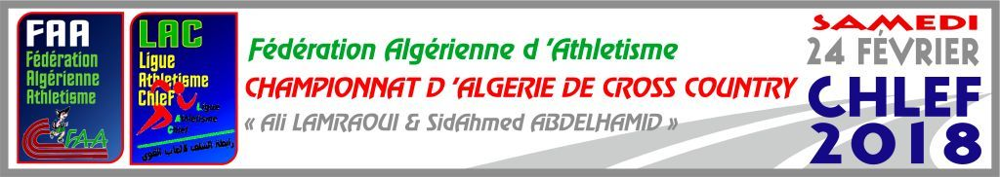 FAA
Fédération
Algérienne
Athletisme
FAA
LAC
Ligue
Athletisme
Chlef
Ligue
Athletisme
Chlef
Fédération Algérienne d 'Athletisme
CHAMPIONNAT D 'ALGERIE DE CROSS COUNTRY
« Ali LAMRAOUI & SidAhmed ABDELHAMID »
SAMEDI
24 FÉVRIER
CHLEF
2018